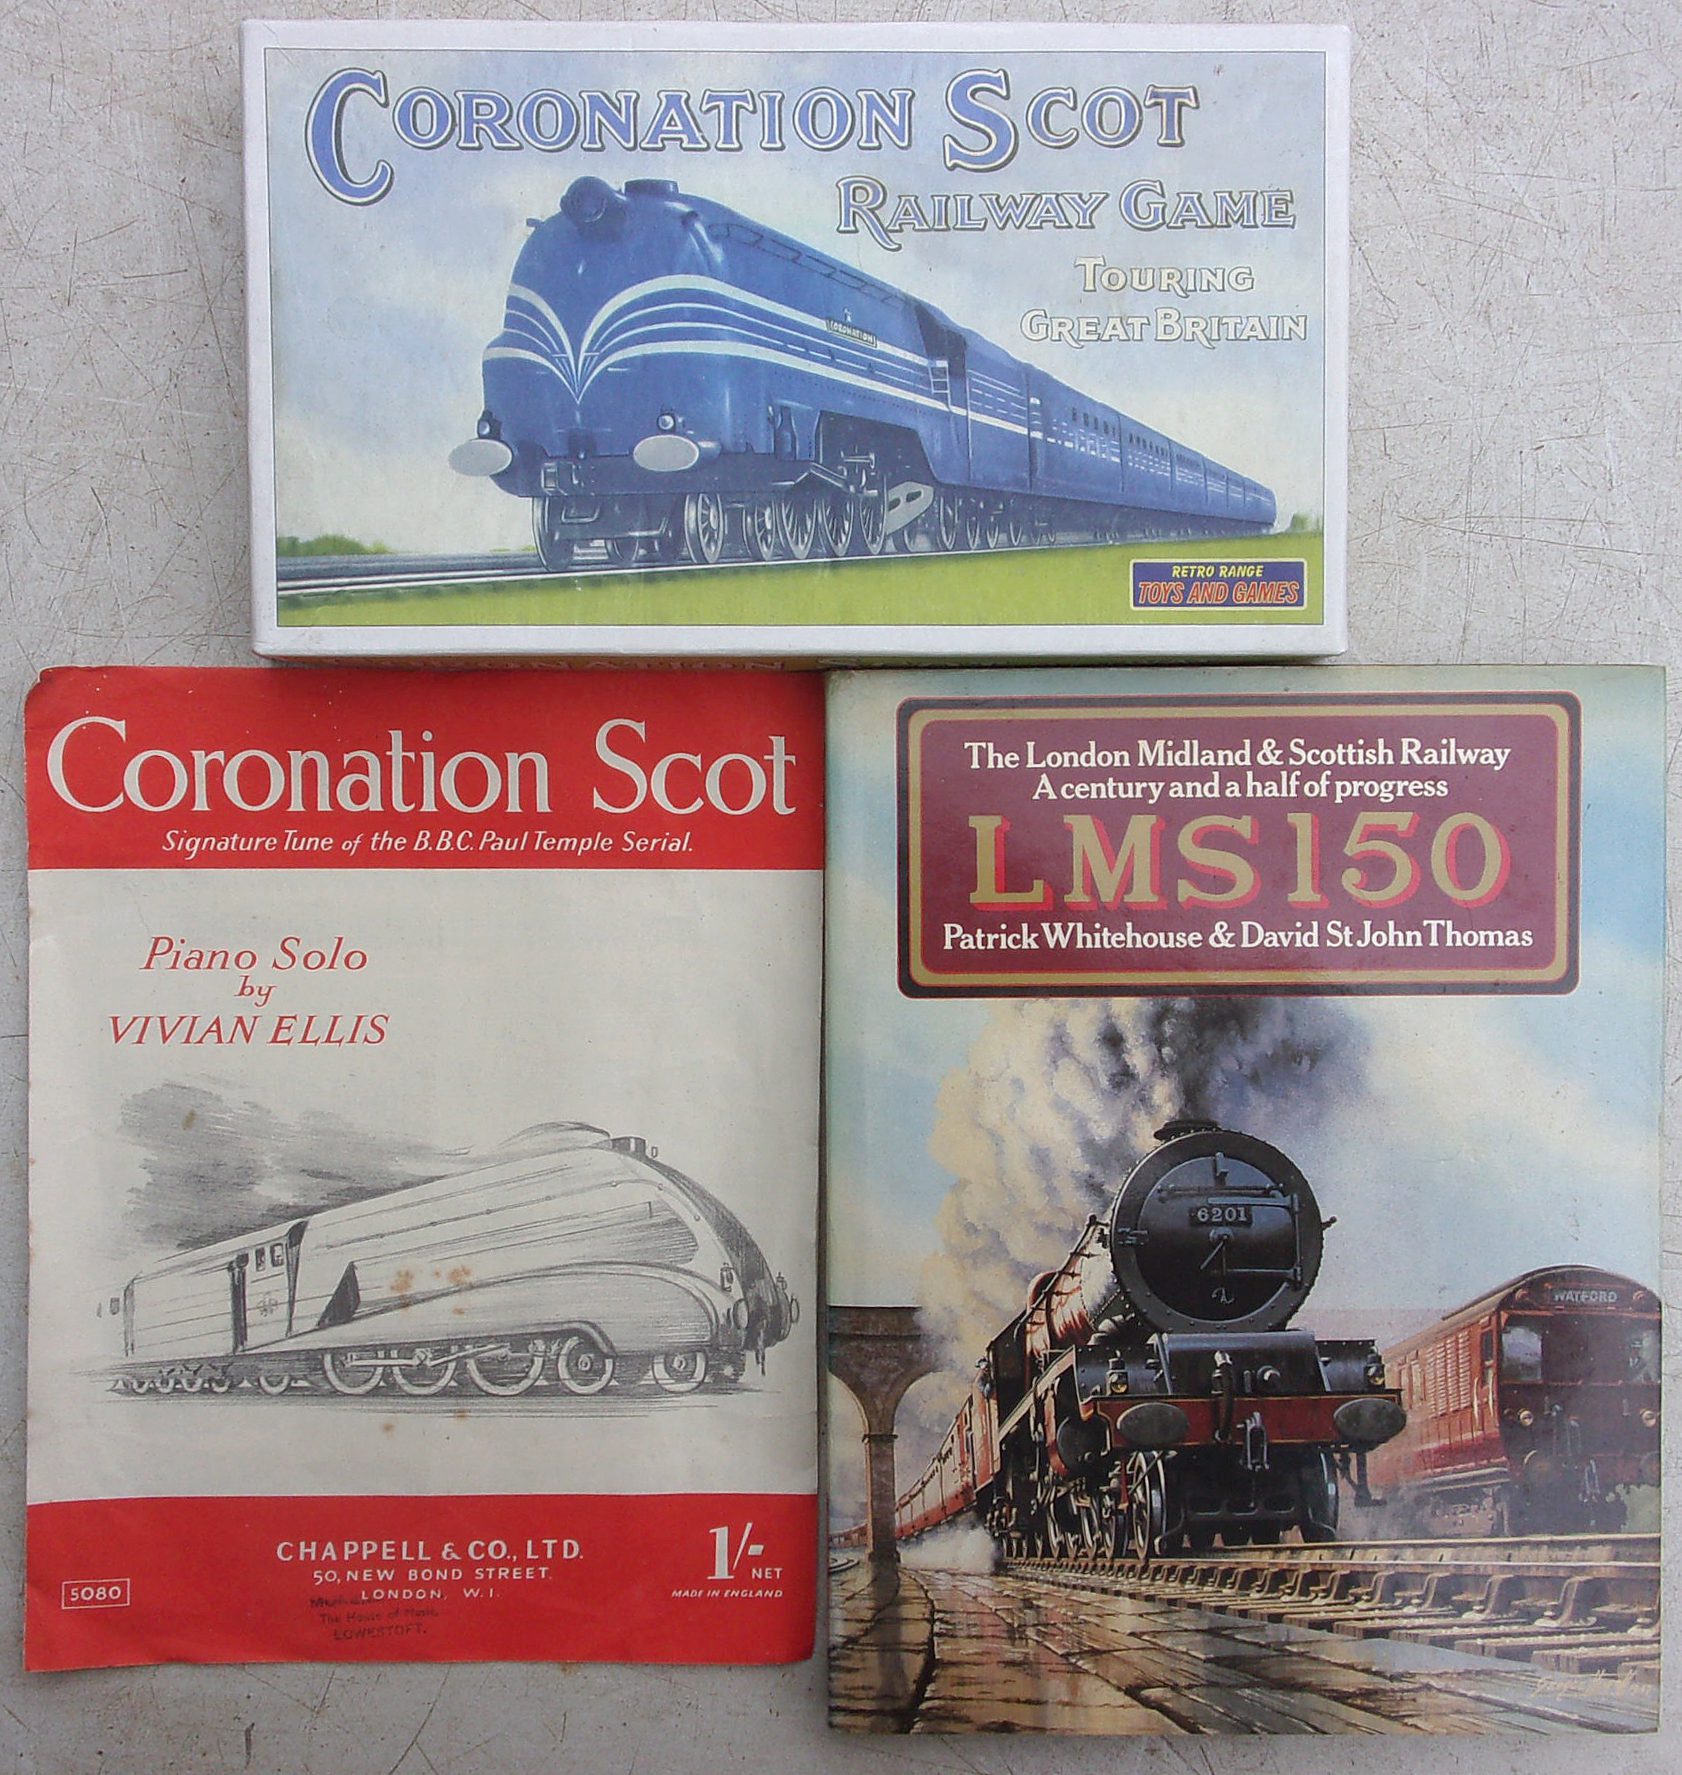 CORONATION SCOT
RAILWAY GAME
TOURING
GREAT BRITAIN
CORONATION
RETRO RANGE
TOYS AND GAMES
Coronation Scot
Signature Tune of the B.B.C. Paul Temple Serial.
Piano Solo
by
VIVIAN ELLIS
CHAPPELL & CO., LTD.
50, NEW BOND STREET,
LONDON, W.1.
The House of Music
LOWESTOFT.
5080
1/- NET
MADE IN ENGLAND
The London Midland & Scottish Railway
A century and a half of progress
LMS 150
Patrick Whitehouse & David St John Thomas
6201
WATFORD